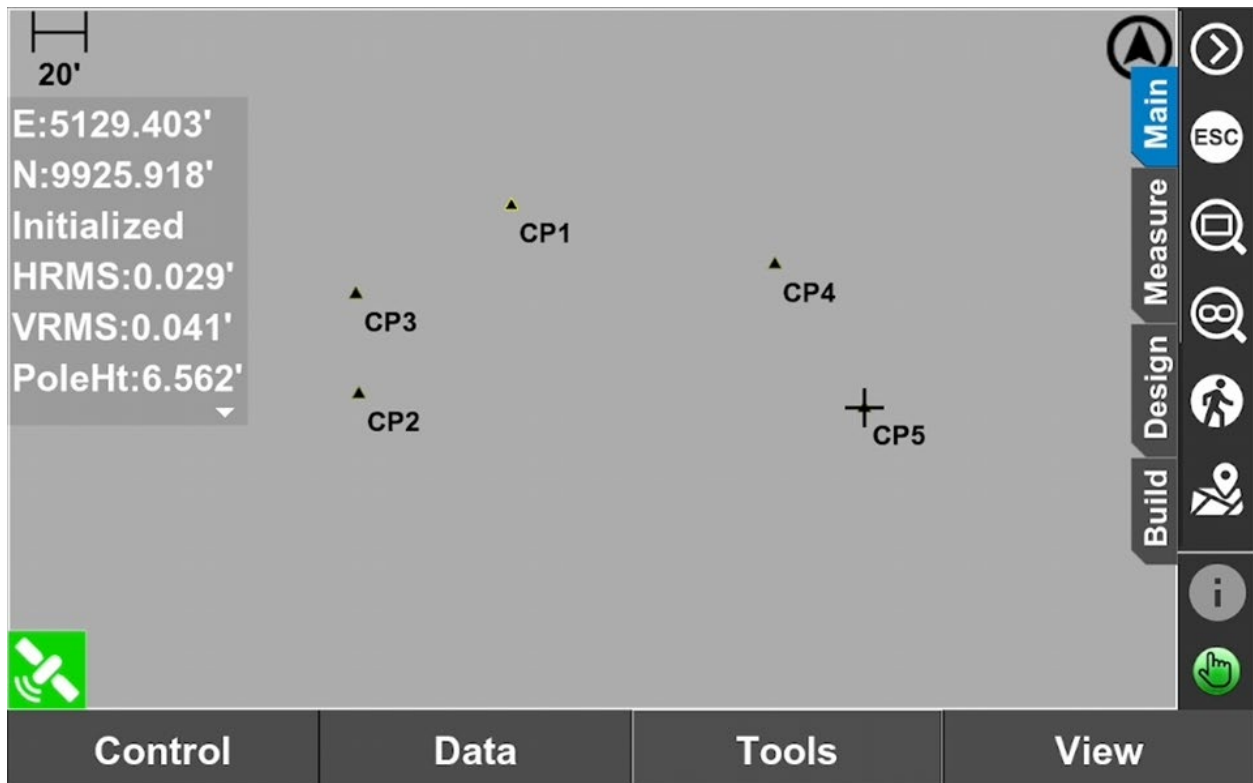 20'
E:5129.403'
N:9925.918'
Initialized
HRMS:0.029'
VRMS:0.041'
PoleHt:6.562'
CP1
CP4
CP3
CP2
CP5
Main
Measure
Design
Build
ESC
i
Control
Data
Tools
View